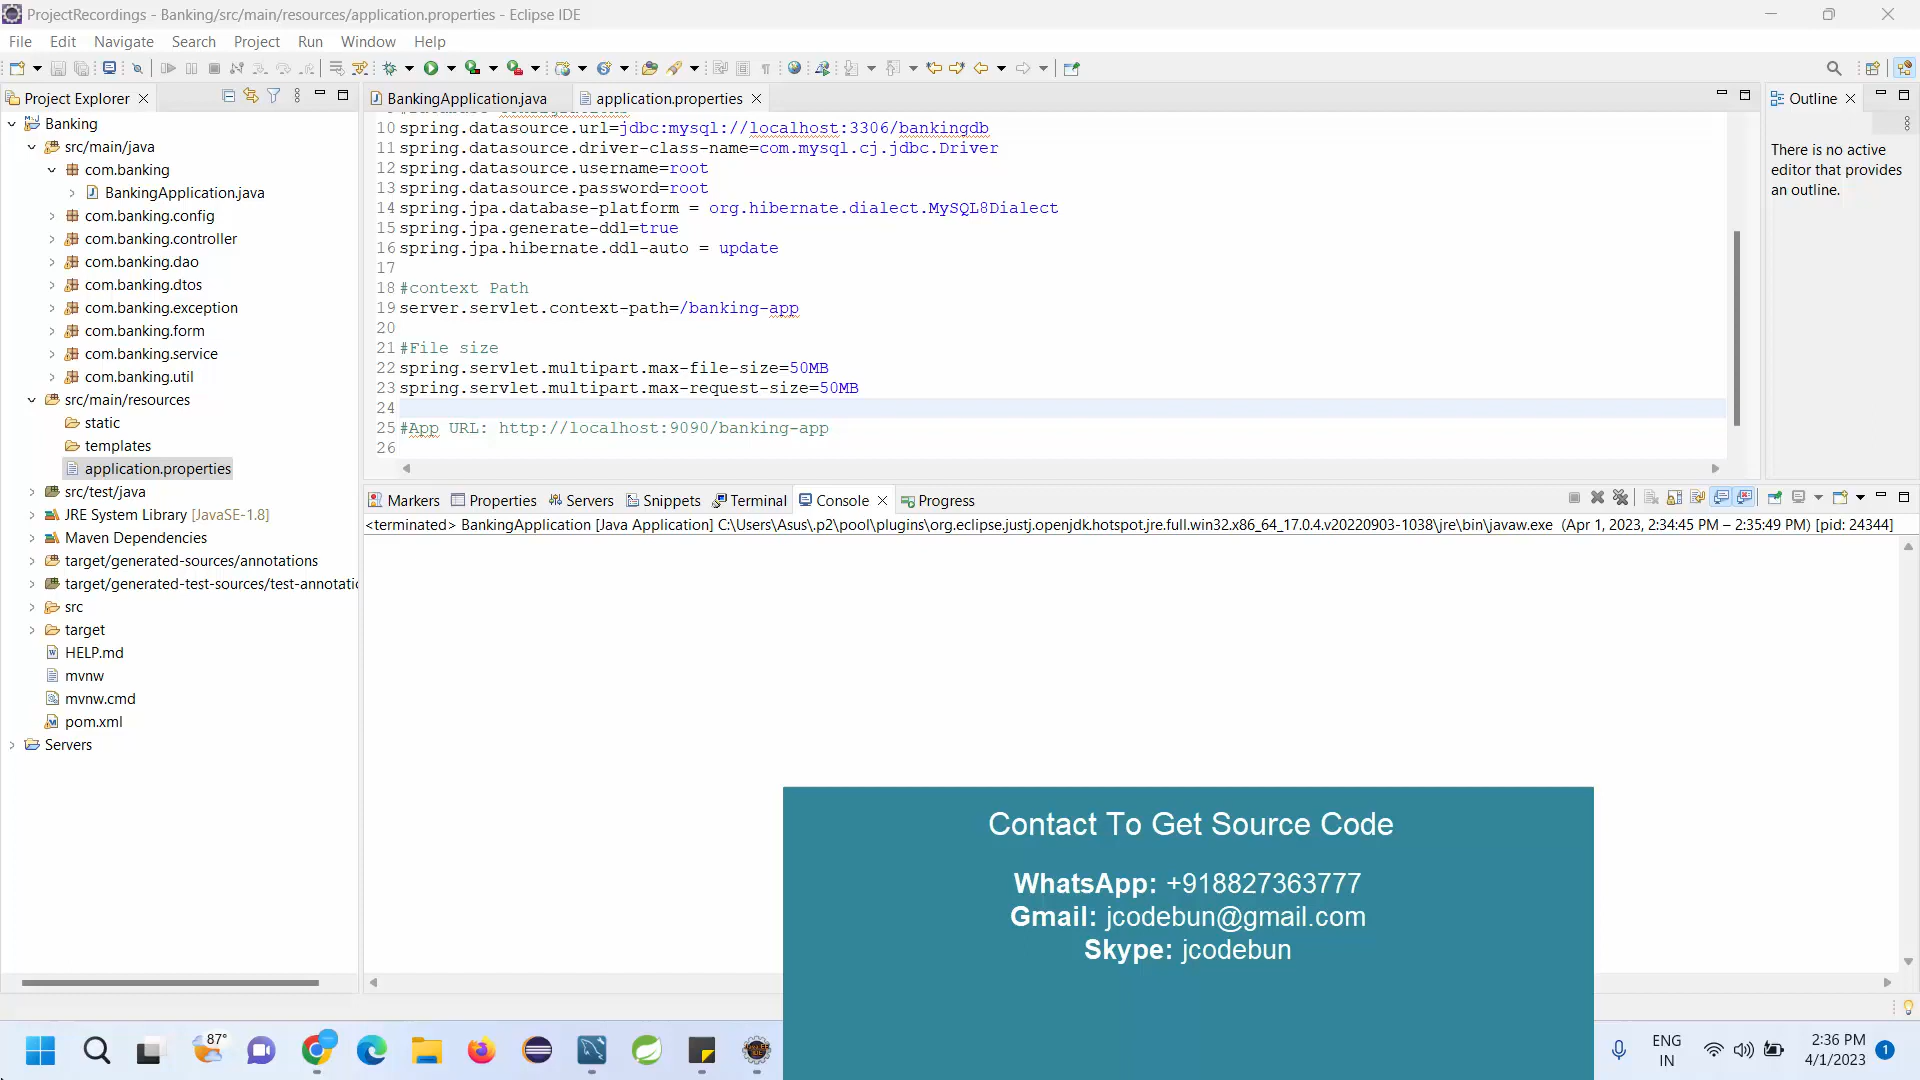 ProjectRecordings - Banking/src/main/resources/application.properties - Eclipse IDE
File Edit Navigate Search Project Run Window Help
Project Explorer
Banking
src/main/java
com.banking
BankingApplication.java
com.banking.config
com.banking.controller
com.banking.dao
com.banking.dtos
com.banking.exception
com.banking.form
com.banking.service
com.banking.util
src/main/resources
static
templates
application.properties
src/test/java
JRE System Library [JavaSE-1.8]
Maven Dependencies
target/generated-sources/annotations
target/generated-test-sources/test-annotatic
src
target
HELP.md
mvnw
mvnw.cmd
pom.xml
Servers
BankingApplication.java application.properties
10 spring.datasource.url=jdbc:mysql://localhost:3306/bankingdb
11 spring.datasource.driver-class-name=com.mysql.cj.jdbc.Driver
12 spring.datasource.username=root
13 spring.datasource.password=root
14 spring.jpa.database-platform = org.hibernate.dialect.MySQL8Dialect
15 spring.jpa.generate-ddl=true
16 spring.jpa.hibernate.ddl-auto = update
17
18 #context Path
19 server.servlet.context-path=/banking-app
20
21 #File size
22 spring.servlet.multipart.max-file-size=50MB
23 spring.servlet.multipart.max-request-size=50MB
24
25 #App URL: http://localhost:9090/banking-app
26
Outline
There is no active
editor that provides
an outline.
Markers Properties Servers Snippets Terminal Console Progress
<terminated> BankingApplication [Java Application] C:\Users\Asus\.p2\pool\plugins\org.eclipse.justj.openjdk.hotspot.jre.full.win32.x86_64_17.0.4.v20220903-1038\jre\bin\javaw.exe (Apr 1, 2023, 2:34:45 PM – 2:35:49 PM) [pid: 24344]
Contact To Get Source Code
WhatsApp: +918827363777
Gmail: jcodebun@gmail.com
Skype: jcodebun
87°
ENG
IN
2:36 PM
4/1/2023
1